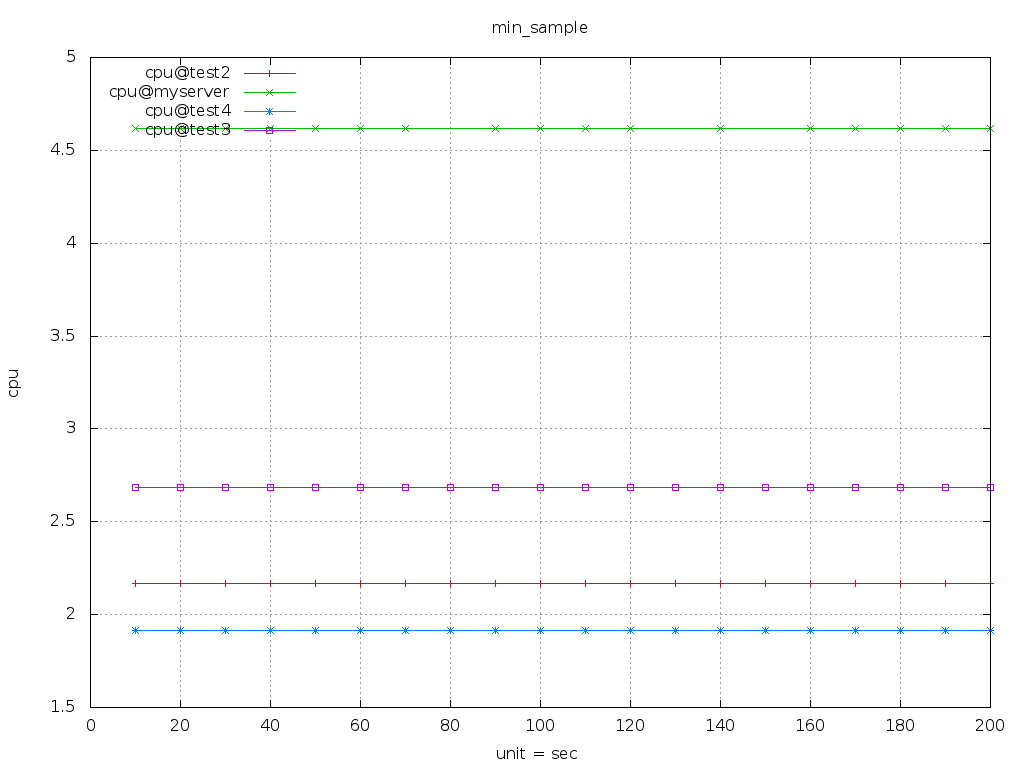 min_sample
5
cpu@test2
cpu@myserver
cpu@test4
cpu@test3
4.5
4
3.5
cpu
3
2.5
2
1.5
0 20 40 60 80 100 120 140 160 180 200
unit = sec